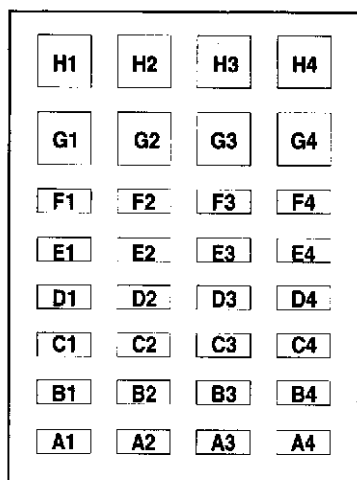 H1 H2 H3 H4
G1 G2 G3 G4
F1 F2 F3 F4
E1 E2 E3 E4
D1 D2 D3 D4
C1 C2 C3 C4
B1 B2 B3 B4
A1 A2 A3 A4